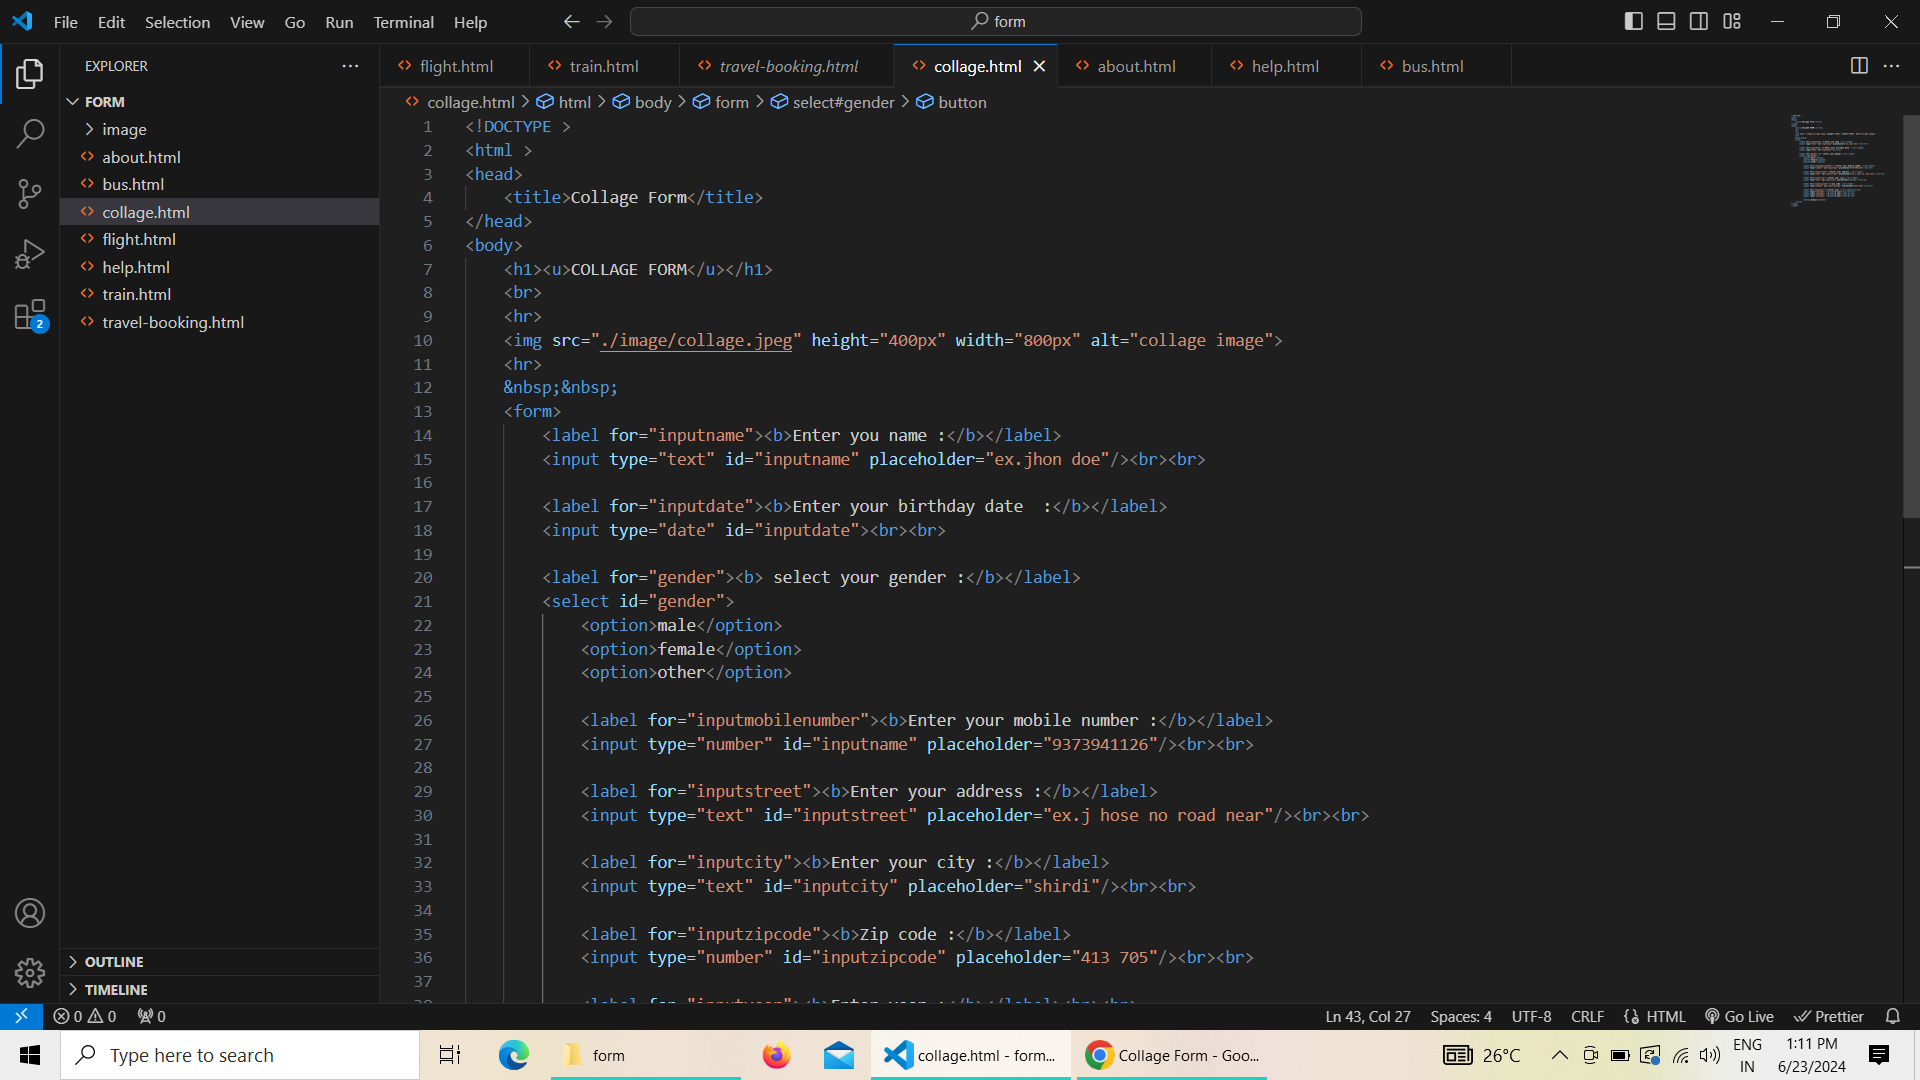 File Edit Selection View Go Run Terminal Help
form
EXPLORER
FORM
image
about.html
bus.html
collage.html
flight.html
help.html
train.html
travel-booking.html
OUTLINE
TIMELINE
flight.html train.html travel-booking.html collage.html about.html help.html bus.html
collage.html > html > body > form > select#gender > button
1 <!DOCTYPE >
2 <html >
3 <head>
4 <title>Collage Form</title>
5 </head>
6 <body>
7 <h1><u>COLLAGE FORM</u></h1>
8 <br>
9 <hr>
10 <img src="./image/collage.jpeg" height="400px" width="800px" alt="collage image">
11 <hr>
12 &nbsp;&nbsp;
13 <form>
14 <label for="inputname"><b>Enter you name :</b></label>
15 <input type="text" id="inputname" placeholder="ex.jhon doe"/><br><br>
16
17 <label for="inputdate"><b>Enter your birthday date  :</b></label>
18 <input type="date" id="inputdate"><br><br>
19
20 <label for="gender"><b> select your gender :</b></label>
21 <select id="gender">
22 <option>male</option>
23 <option>female</option>
24 <option>other</option>
25
26 <label for="inputmobilenumber"><b>Enter your mobile number :</b></label>
27 <input type="number" id="inputname" placeholder="9373941126"/><br><br>
28
29 <label for="inputstreet"><b>Enter your address :</b></label>
30 <input type="text" id="inputstreet" placeholder="ex.j hose no road near"/><br><br>
31
32 <label for="inputcity"><b>Enter your city :</b></label>
33 <input type="text" id="inputcity" placeholder="shirdi"/><br><br>
34
35 <label for="inputzipcode"><b>Zip code :</b></label>
36 <input type="number" id="inputzipcode" placeholder="413 705"/><br><br>
37
2
0 0 0
Ln 43, Col 27 Spaces: 4 UTF-8 CRLF HTML Go Live Prettier
Type here to search
form
collage.html - form...
Collage Form - Goo...
26°C
ENG
IN
1:11 PM
6/23/2024